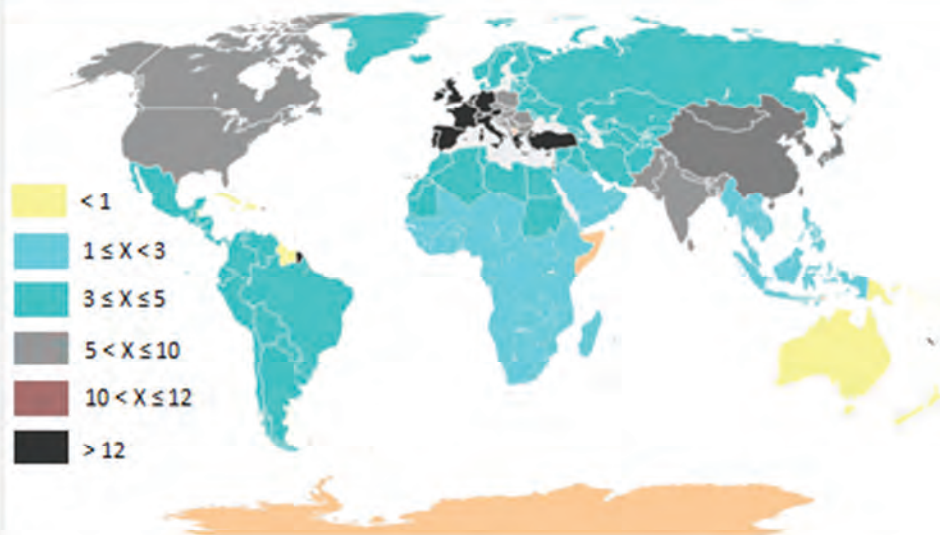 < 1
1 ≤ X < 3
3 ≤ X ≤ 5
5 < X ≤ 10
10 < X ≤ 12
> 12